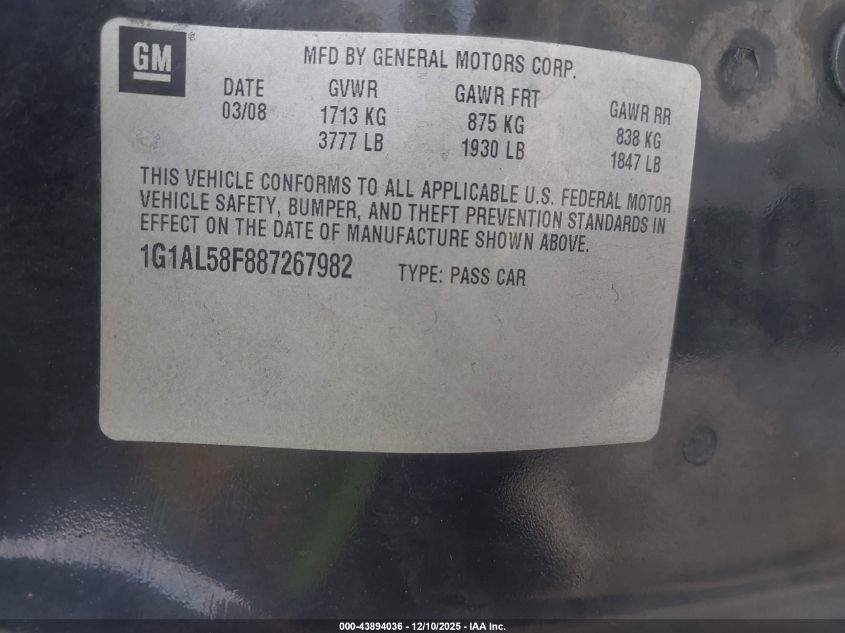 GM
MFD BY GENERAL MOTORS CORP.
DATE GVWR GAWR FRT GAWR RR
03/08 1713 KG 875 KG 838 KG
3777 LB 1930 LB 1847 LB
THIS VEHICLE CONFORMS TO ALL APPLICABLE U.S. FEDERAL MOTOR
VEHICLE SAFETY, BUMPER, AND THEFT PREVENTION STANDARDS IN
EFFECT ON THE DATE OF MANUFACTURE SHOWN ABOVE.
1G1AL58F887267982 TYPE: PASS CAR
000-43894036 - 12/10/2025 - IAA Inc.